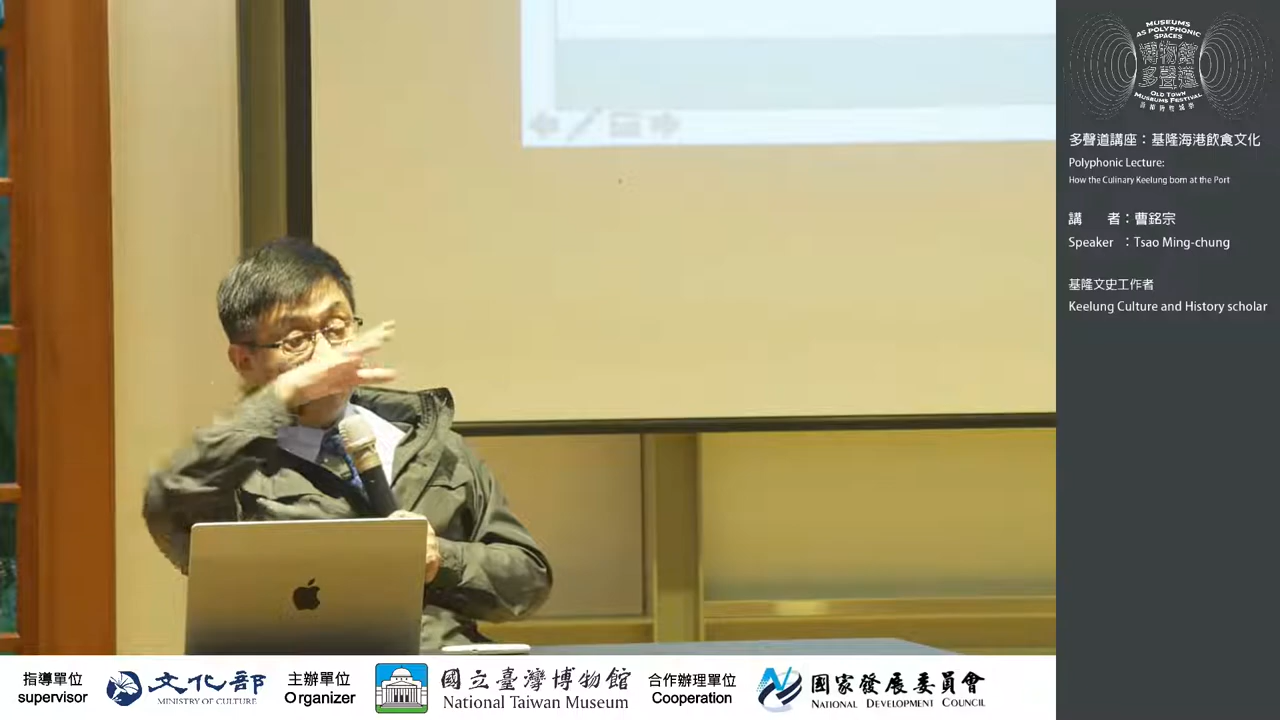 MUSEUMS
AS POLYPHONIC
SPACES
博物館
多聲道
OLD TOWN
MUSEUMS FESTIVAL
多聲道講座：基隆海港飲食文化
Polyphonic Lecture:
How the Culinary Keelung born at the Port
講 者：曹銘宗
Speaker ：Tsao Ming-chung
基隆文史工作者
Keelung Culture and History scholar
指導單位
supervisor
文化部
MINISTRY OF CULTURE
主辦單位
Organizer
國立臺灣博物館
National Taiwan Museum
合作辦理單位
Cooperation
國家發展委員會
NATIONAL DEVELOPMENT COUNCIL